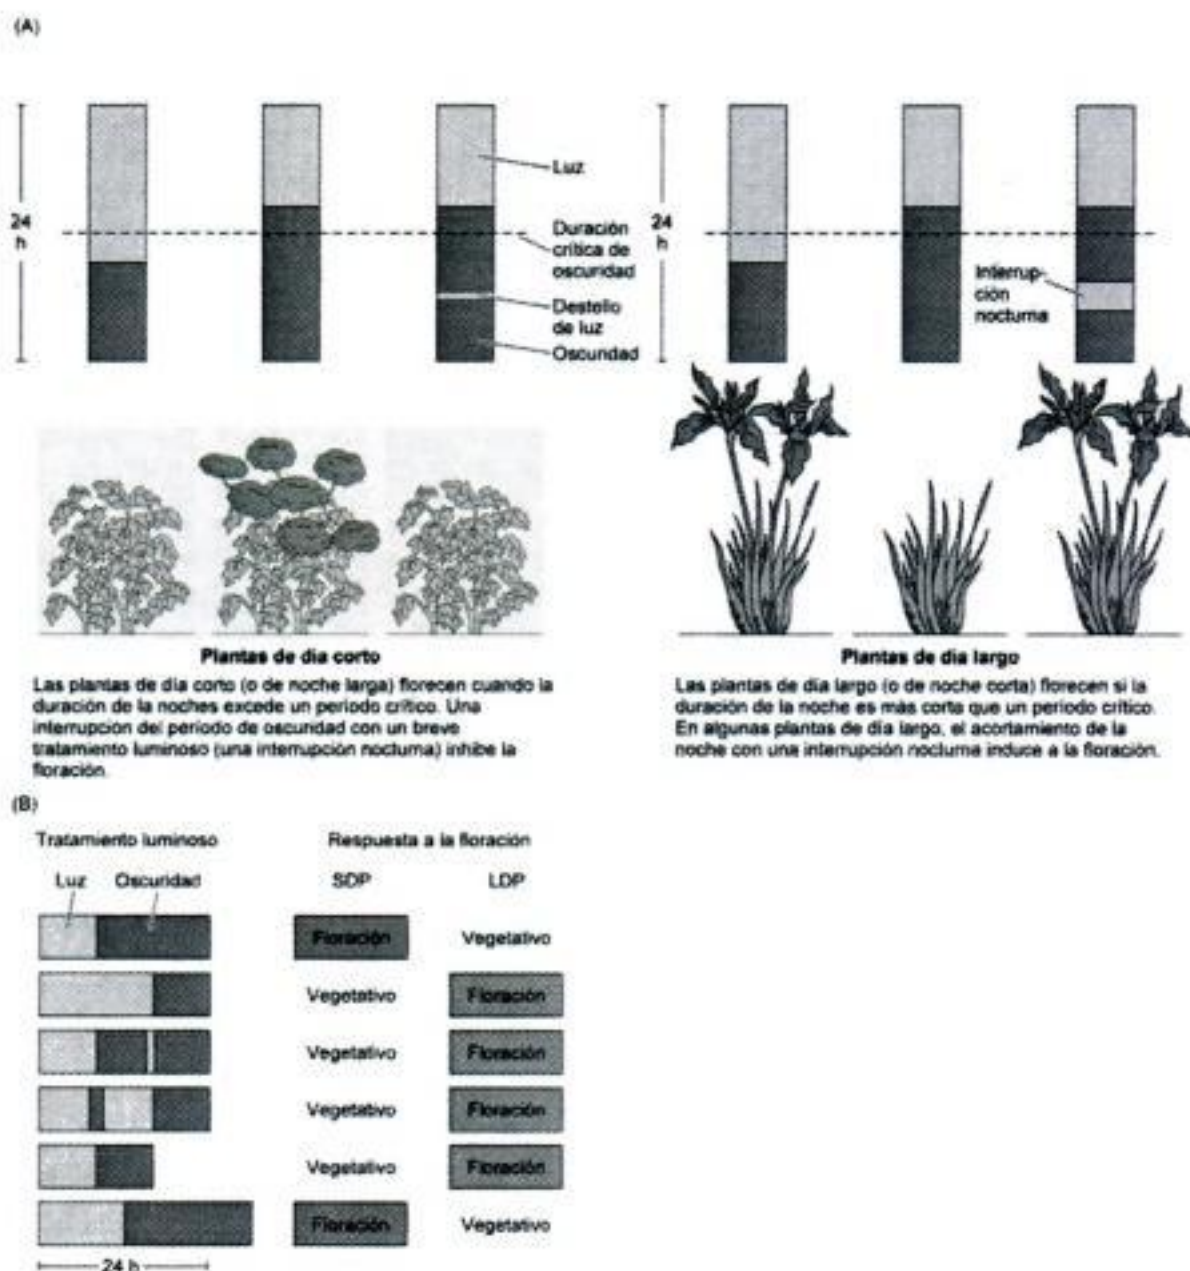 (A)
24
h
Luz
Duración
crítica de
oscuridad
Destello
de luz
Oscuridad
24
h
Interrup-
ción
nocturna
Plantas de día corto
Las plantas de día corto (o de noche larga) florecen cuando la
duración de la noches excede un período crítico. Una
interrupción del período de oscuridad con un breve
tratamiento luminoso (una interrupción nocturna) inhibe la
floración.
Plantas de día largo
Las plantas de día largo (o de noche corta) florecen si la
duración de la noche es más corta que un período crítico.
En algunas plantas de día largo, el acortamiento de la
noche con una interrupción nocturna induce a la floración.
(B)
Tratamiento luminoso Respuesta a la floración
Luz Oscuridad SDP LDP
Floración Vegetativo
Vegetativo Floración
Vegetativo Floración
Vegetativo Floración
Vegetativo Floración
Floración Vegetativo
24 h